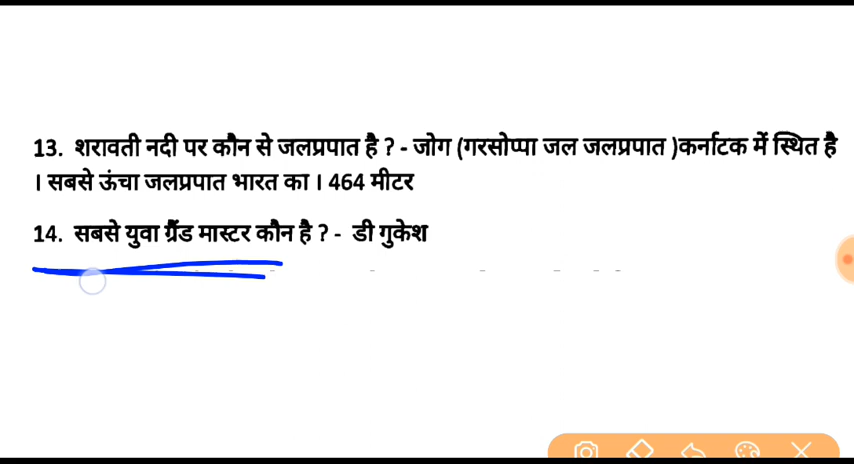 13. शरावती नदी पर कौन से जलप्रपात है ? - जोग (गरसोप्पा जल जलप्रपात )कर्नाटक में स्थित है
। सबसे ऊंचा जलप्रपात भारत का । 464 मीटर
14. सबसे युवा ग्रैंड मास्टर कौन है ? - डी गुकेश